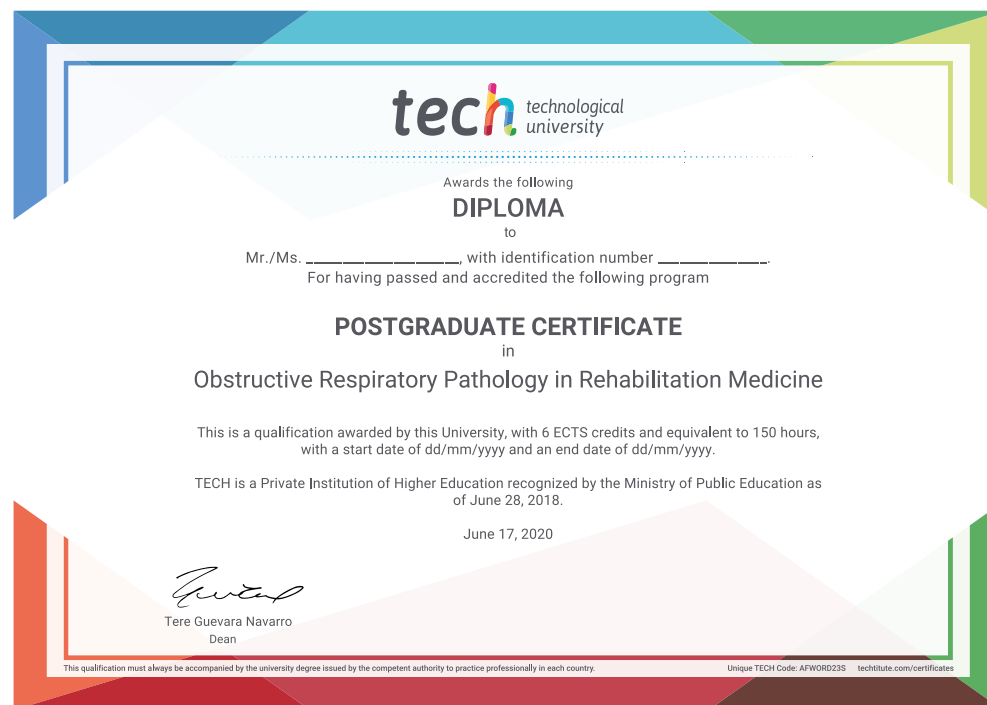 tech technological
university
Awards the following
DIPLOMA
to
Mr./Ms. ____________________, with identification number ______________.
For having passed and accredited the following program
POSTGRADUATE CERTIFICATE
in
Obstructive Respiratory Pathology in Rehabilitation Medicine
This is a qualification awarded by this University, with 6 ECTS credits and equivalent to 150 hours,
with a start date of dd/mm/yyyy and an end date of dd/mm/yyyy.
TECH is a Private Institution of Higher Education recognized by the Ministry of Public Education as
of June 28, 2018.
June 17, 2020
Tere Guevara Navarro
Dean
This qualification must always be accompanied by the university degree issued by the competent authority to practice professionally in each country.
Unique TECH Code: AFWORD23S techtitute.com/certificates